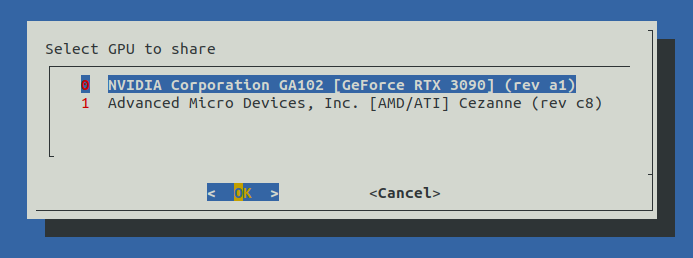 Select GPU to share
0 NVIDIA Corporation GA102 [GeForce RTX 3090] (rev a1)
1 Advanced Micro Devices, Inc. [AMD/ATI] Cezanne (rev c8)
< OK > <Cancel>